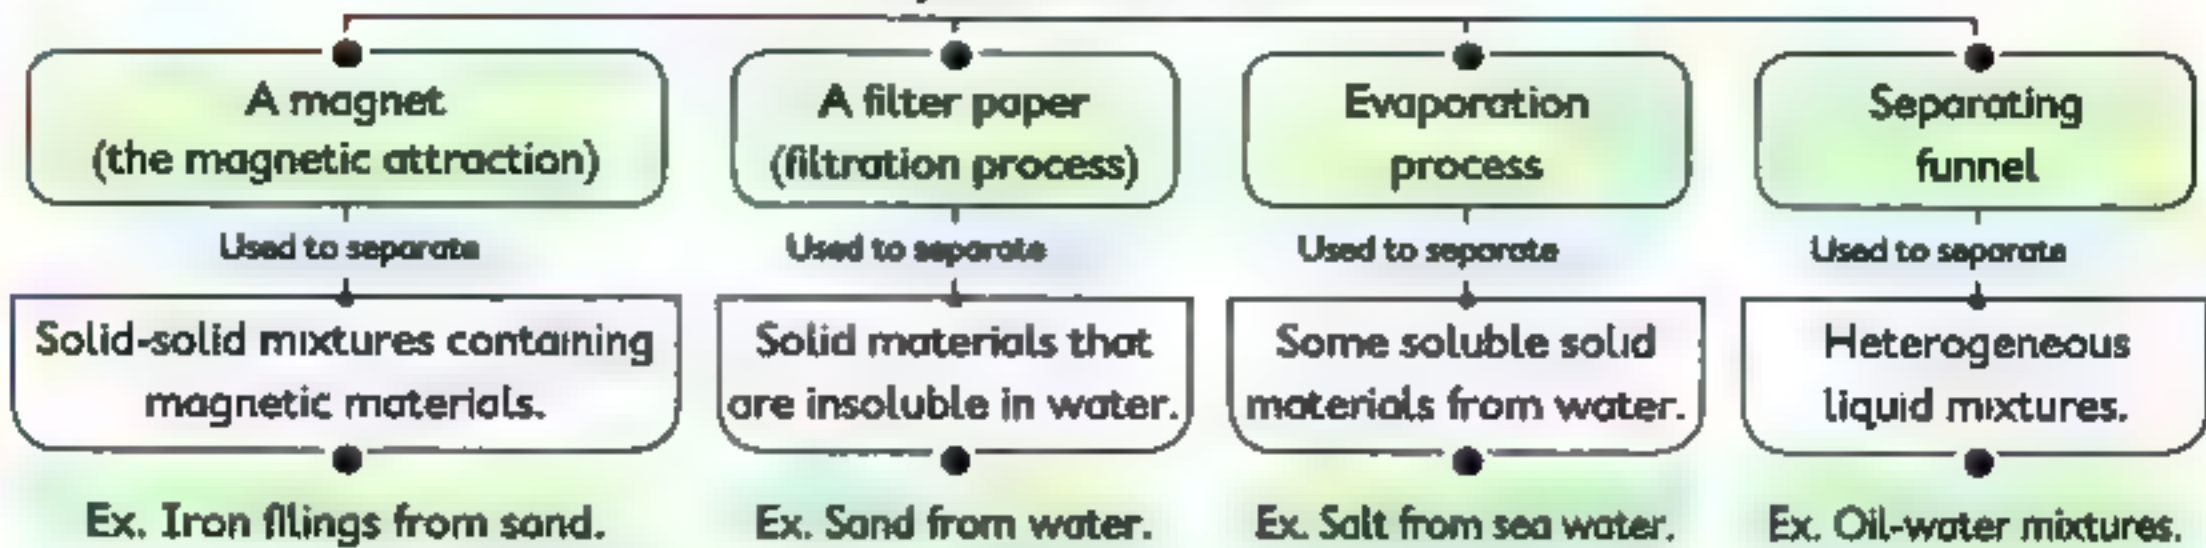 A magnet
(the magnetic attraction)
Used to separate
Solid-solid mixtures containing
magnetic materials.
Ex. Iron filings from sand.
A filter paper
(filtration process)
Used to separate
Solid materials that
are insoluble in water.
Ex. Sand from water.
Evaporation
process
Used to separate
Some soluble solid
materials from water.
Ex. Salt from sea water.
Separating
funnel
Used to separate
Heterogeneous
liquid mixtures.
Ex. Oil-water mixtures.